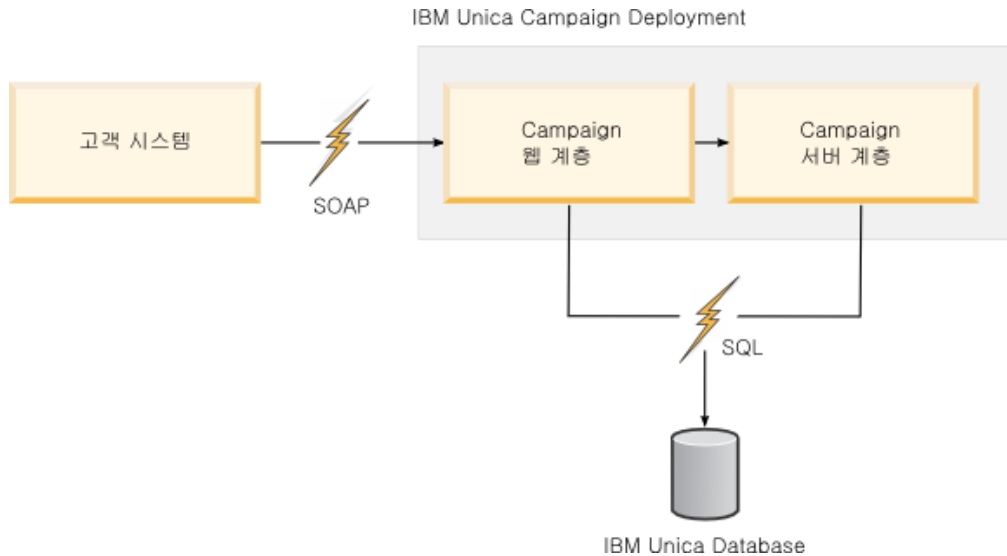 IBM Unica Campaign Deployment
고객 시스템
SOAP
Campaign
웹 계층
Campaign
서버 계층
SQL
IBM Unica Database